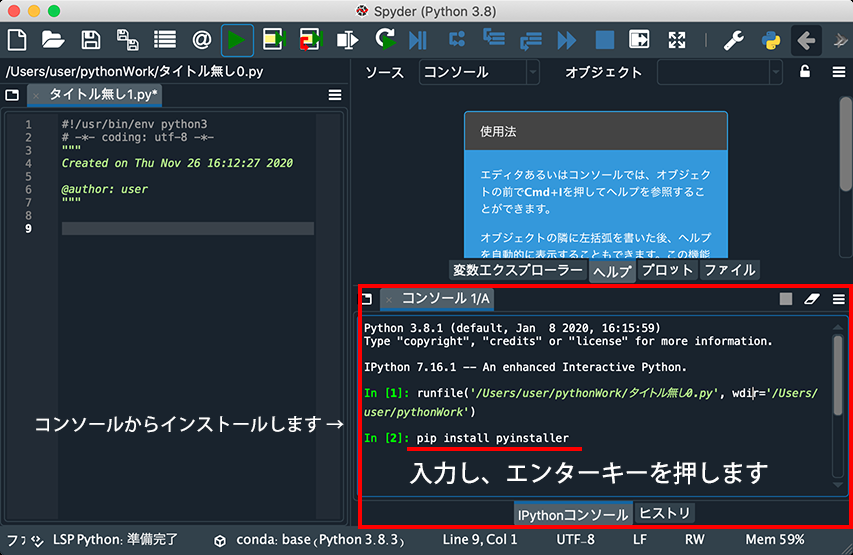 Spyder (Python 3.8)
/Users/user/pythonWork/タイトル無し0.py
ソース コンソール オブジェクト
タイトル無し1.py*
1 #!/usr/bin/env python3
2 # -*- coding: utf-8 -*-
3 """
4 Created on Thu Nov 26 16:12:27 2020
5
6 @author: user
7 """
8
9
使用法
エディタあるいはコンソールでは、オブジェク
トの前でCmd+Iを押してヘルプを参照するこ
とができます。
オブジェクトの隣に左括弧を書いた後、ヘルプ
を自動的に表示することもできます。この機能
変数エクスプローラー ヘルプ プロット ファイル
コンソール 1/A
Python 3.8.1 (default, Jan  8 2020, 16:15:59)
Type "copyright", "credits" or "license" for more information.
IPython 7.16.1 -- An enhanced Interactive Python.
In [1]: runfile('/Users/user/pythonWork/タイトル無し0.py', wdir='/Users/
user/pythonWork')
コンソールからインストールします→
In [2]: pip install pyinstaller
入力し、エンターキーを押します
IPythonコンソール ヒストリ
LSP Python: 準備完了 conda: base (Python 3.8.3) Line 9, Col 1 UTF-8 LF RW Mem 59%